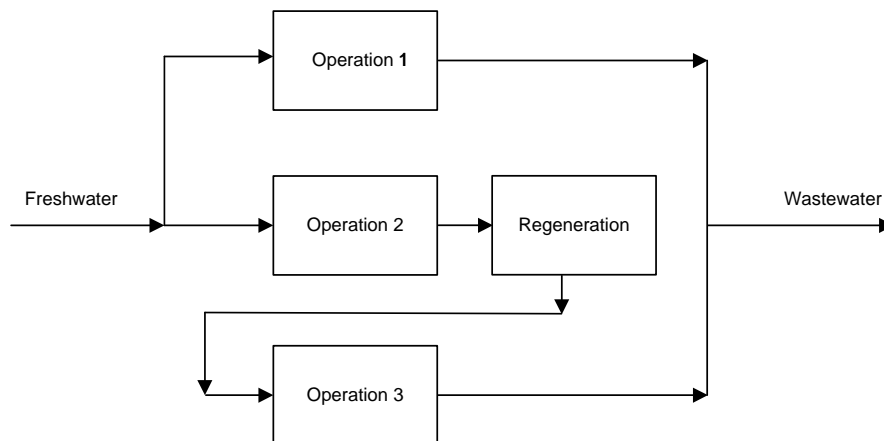 Operation 1
Freshwater
Operation 2
Regeneration
Wastewater
Operation 3